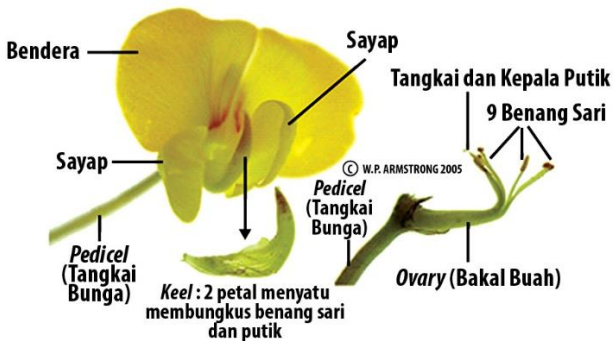 Bendera
Sayap
Sayap
Pedicel
(Tangkai
Bunga)
Keel : 2 petal menyatu
membungkus benang sari
dan putik
Tangkai dan Kepala Putik
9 Benang Sari
© W.P. ARMSTRONG 2005
Pedicel
(Tangkai
Bunga)
Ovary (Bakal Buah)